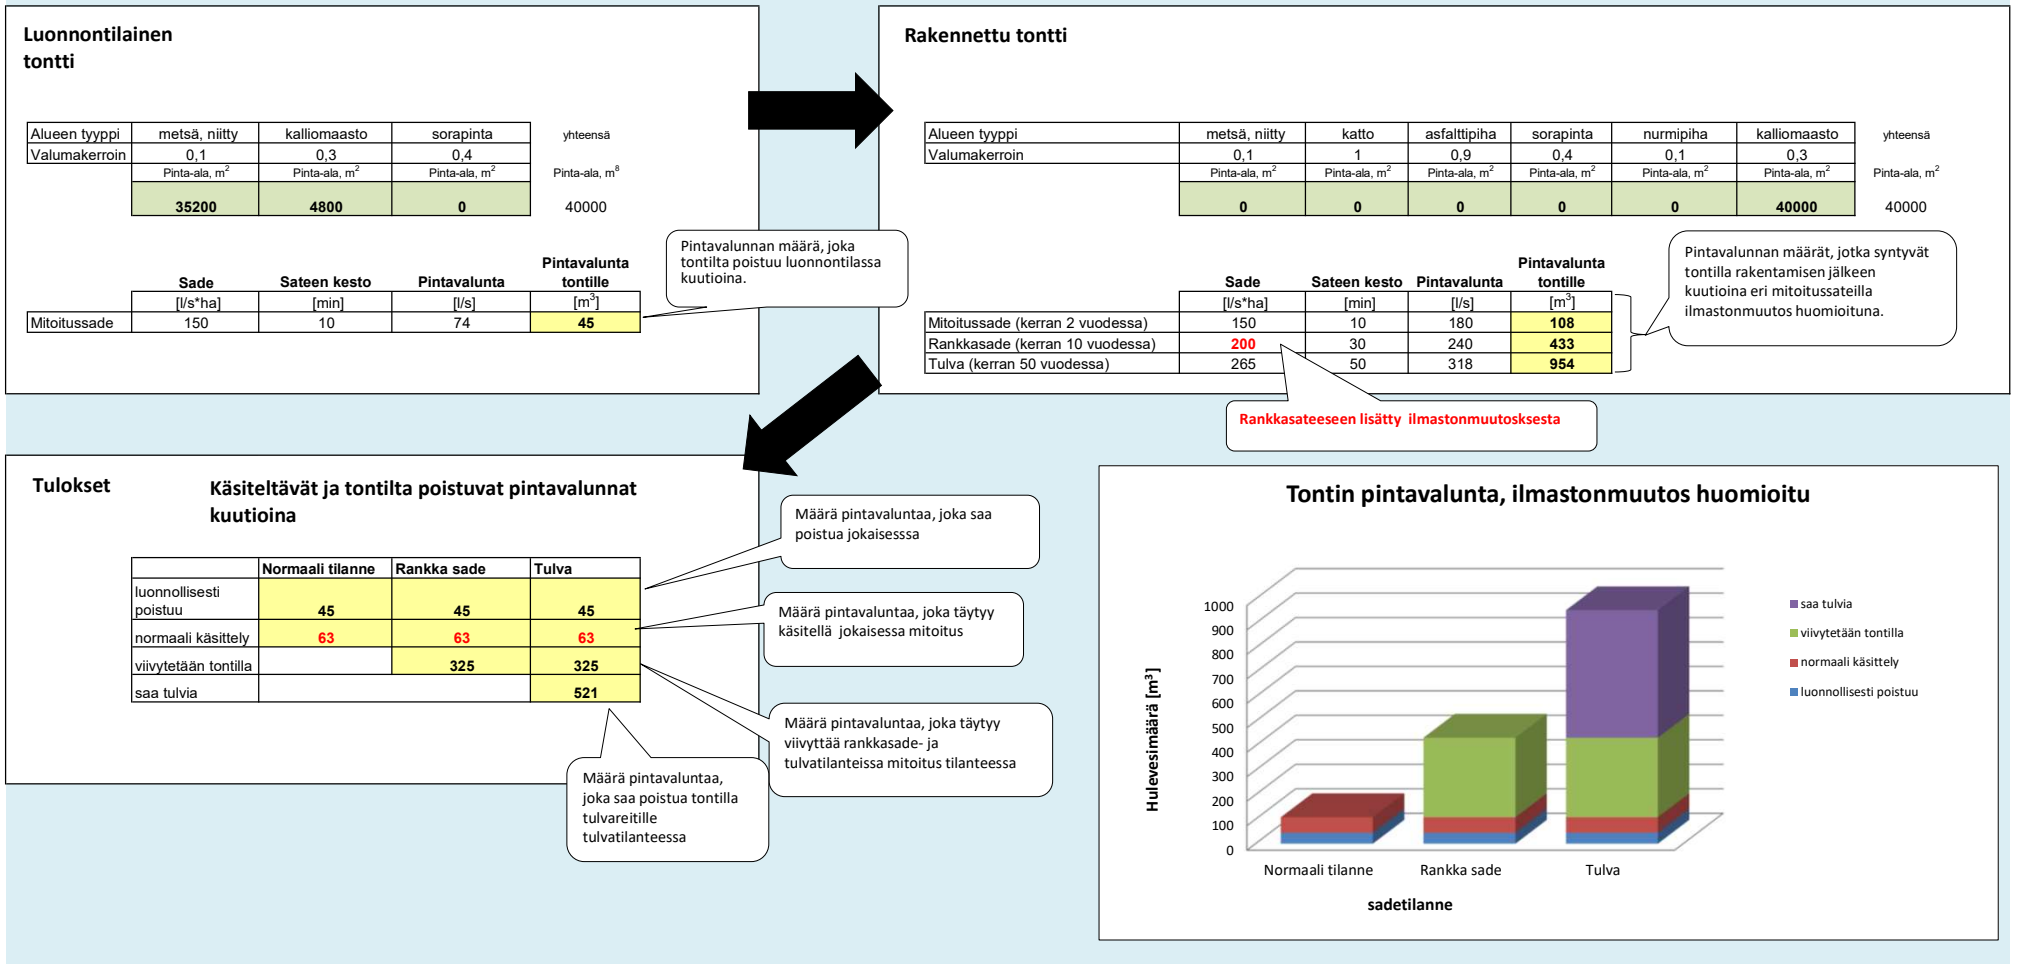 Luonnontilainen
tontti
Alueen tyyppi metsä, niitty kalliomaasto sorapinta yhteensä
Valumakerroin 0,1 0,3 0,4
Pinta-ala, m² Pinta-ala, m² Pinta-ala, m² Pinta-ala, m⁸
35200 4800 0 40000
Pintavalunta
Sade Sateen kesto Pintavalunta tontille
[l/s*ha] [min] [l/s] [m³]
Mitoitussade 150 10 74 45
Pintavalunnan määrä, joka
tontilta poistuu luonnontilassa
kuutioina.
Rakennettu tontti
Alueen tyyppi metsä, niitty katto asfalttipiha sorapinta nurmipiha kalliomaasto yhteensä
Valumakerroin 0,1 1 0,9 0,4 0,1 0,3
Pinta-ala, m² Pinta-ala, m² Pinta-ala, m² Pinta-ala, m² Pinta-ala, m² Pinta-ala, m² Pinta-ala, m²
0 0 0 0 0 40000 40000
Pintavalunta
Sade Sateen kesto Pintavalunta tontille
[l/s*ha] [min] [l/s] [m³]
Mitoitussade (kerran 2 vuodessa) 150 10 180 108
Rankkasade (kerran 10 vuodessa) 200 30 240 433
Tulva (kerran 50 vuodessa) 265 50 318 954
Pintavalunnan määrät, jotka syntyvät
tontilla rakentamisen jälkeen
kuutioina eri mitoitussateilla
ilmastonmuutos huomioituna.
Rankkasateeseen lisätty ilmastonmuutosksesta
Tulokset
Käsiteltävät ja tontilta poistuvat pintavalunnat
kuutioina
Normaali tilanne Rankka sade Tulva
luonnollisesti
poistuu 45 45 45
normaali käsittely 63 63 63
viivytetään tontilla 325 325
saa tulvia 521
Määrä pintavaluntaa, joka saa
poistua jokaisesssa
Määrä pintavaluntaa, joka täytyy
käsitellä jokaisessa mitoitus
Määrä pintavaluntaa, joka täytyy
viivyttää rankkasade- ja
tulvatilanteissa mitoitus tilanteessa
Määrä pintavaluntaa,
joka saa poistua tontilla
tulvareitille
tulvatilanteessa
Tontin pintavalunta, ilmastonmuutos huomioitu
Hulevesimäärä [m³]
1000
900
800
700
600
500
400
300
200
100
0
Normaali tilanne Rankka sade Tulva
sadetilanne
saa tulvia
viivytetään tontilla
normaali käsittely
luonnollisesti poistuu